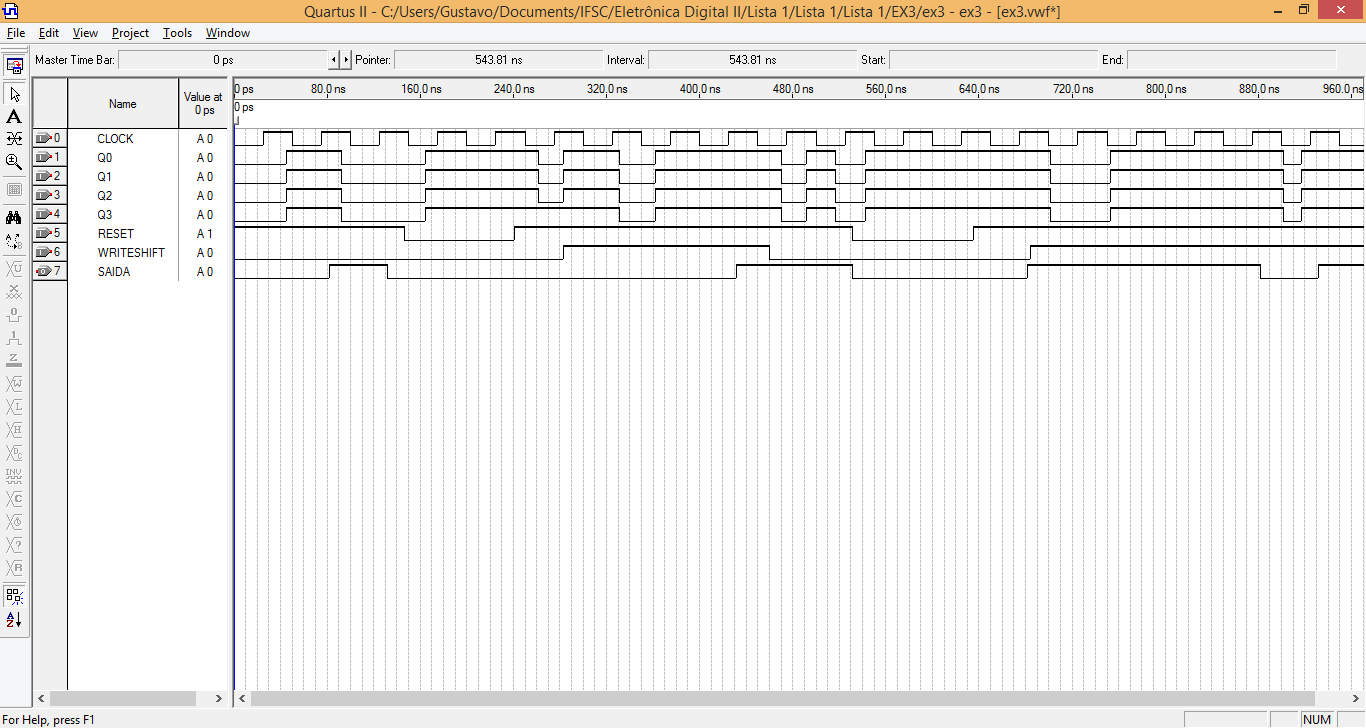 Quartus II - C:/Users/Gustavo/Documents/IFSC/Eletrônica Digital II/Lista 1/Lista 1/Lista 1/EX3/ex3 - ex3 - [ex3.vwf*]
File Edit View Project Tools Window
Master Time Bar: 0 ps Pointer: 543.81 ns Interval: 543.81 ns Start: End:
Name Value at 0 ps
0 ps 80.0 ns 160.0 ns 240.0 ns 320.0 ns 400.0 ns 480.0 ns 560.0 ns 640.0 ns 720.0 ns 800.0 ns 880.0 ns 960.0 ns
0 ps
0 CLOCK A 0
1 Q0 A 0
2 Q1 A 0
3 Q2 A 0
4 Q3 A 0
5 RESET A 1
6 WRITESHIFT A 0
7 SAIDA A 0
For Help, press F1 NUM